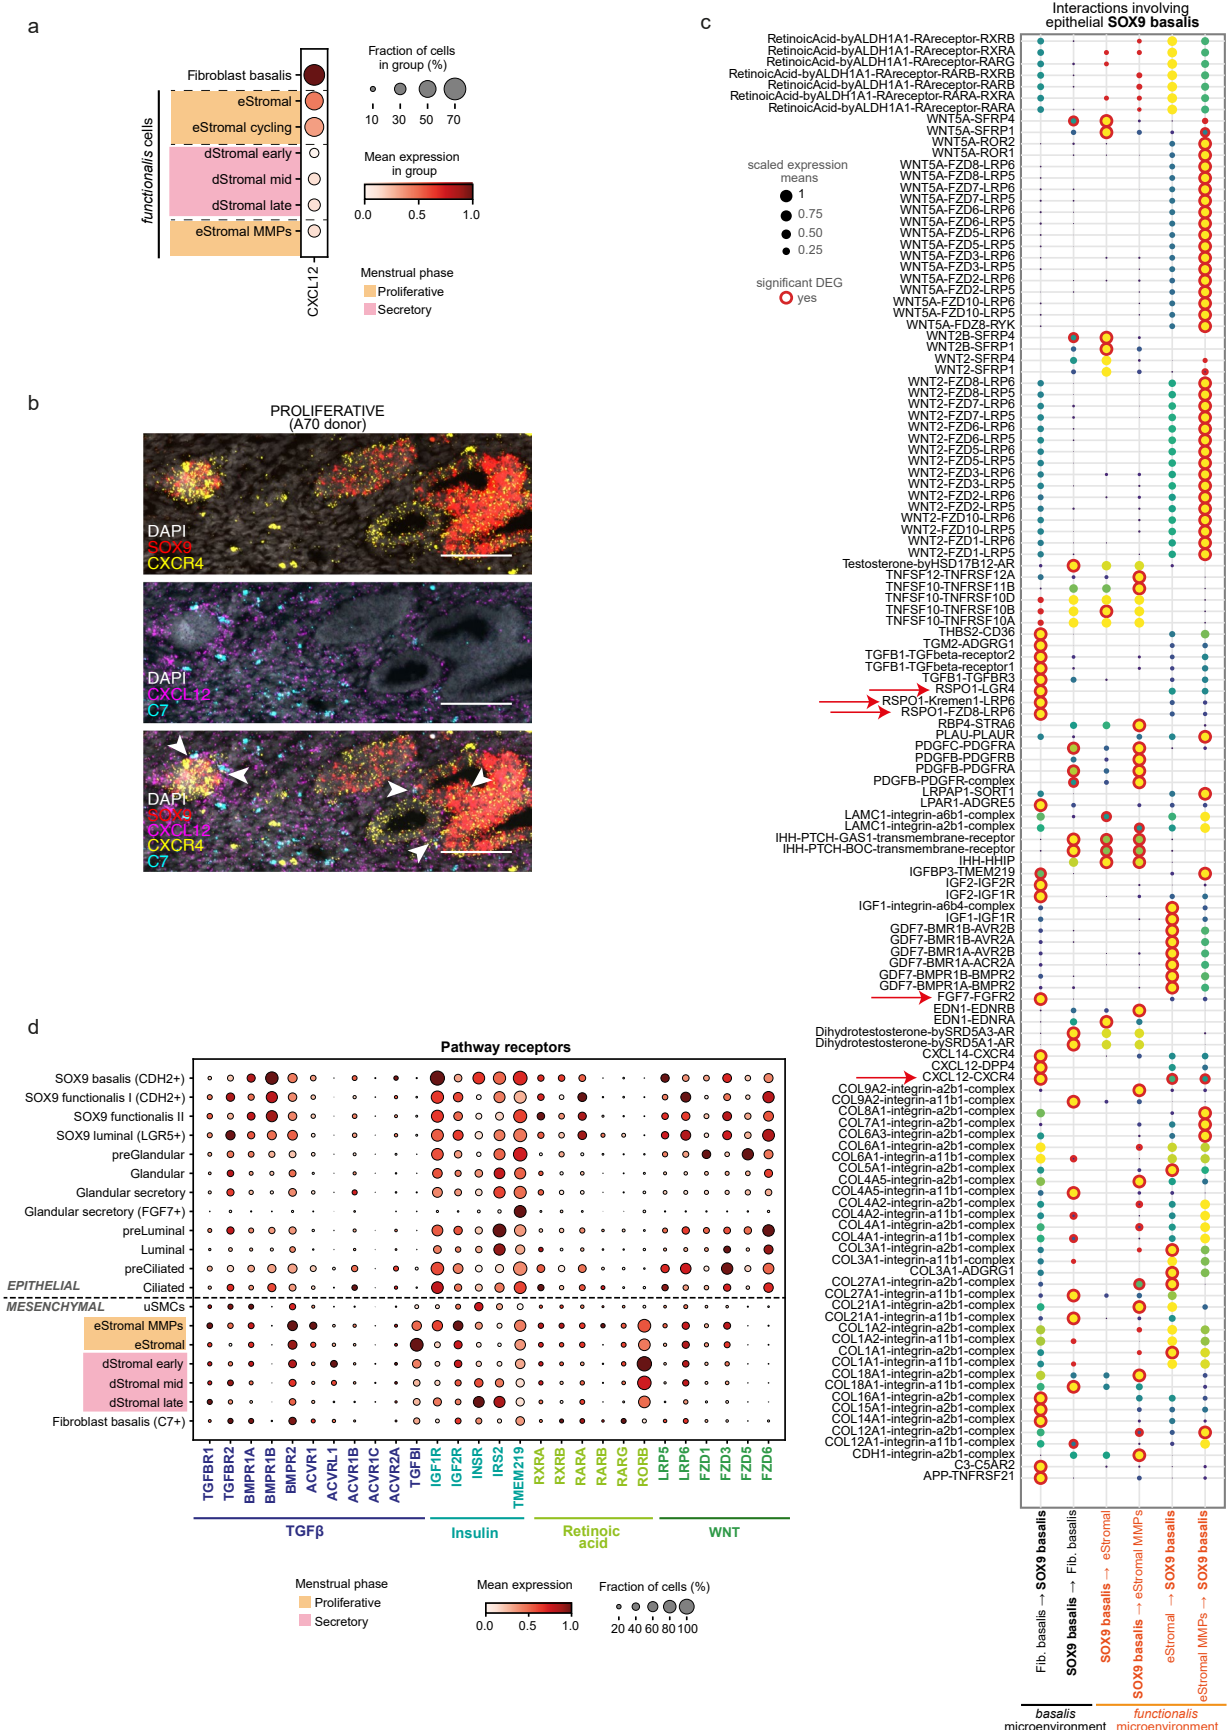 a
Fibroblast basalis
eStromal
eStromal cycling
dStromal early
dStromal mid
dStromal late
eStromal MMPs
functionalis cells
CXCL12
Fraction of cells
in group (%)
10 30 50 70
Mean expression
in group
0.0 0.5 1.0
Menstrual phase
Proliferative
Secretory
b
PROLIFERATIVE
(A70 donor)
DAPI
SOX9
CXCR4
DAPI
CXCL12
C7
DAPI
SOX9
CXCL12
CXCR4
C7
c
Interactions involving
epithelial SOX9 basalis
scaled expression
means
1
0.75
0.50
0.25
significant DEG
yes
RetinoicAcid-byALDH1A1-RAreceptor-RXRB
RetinoicAcid-byALDH1A1-RAreceptor-RXRA
RetinoicAcid-byALDH1A1-RAreceptor-RARG
RetinoicAcid-byALDH1A1-RAreceptor-RARB-RXRB
RetinoicAcid-byALDH1A1-RAreceptor-RARB
RetinoicAcid-byALDH1A1-RAreceptor-RARA-RXRA
RetinoicAcid-byALDH1A1-RAreceptor-RARA
WNT5A-SFRP4
WNT5A-SFRP1
WNT5A-ROR2
WNT5A-ROR1
WNT5A-FZD8-LRP6
WNT5A-FZD8-LRP5
WNT5A-FZD7-LRP6
WNT5A-FZD7-LRP5
WNT5A-FZD6-LRP6
WNT5A-FZD6-LRP5
WNT5A-FZD5-LRP6
WNT5A-FZD5-LRP5
WNT5A-FZD3-LRP6
WNT5A-FZD3-LRP5
WNT5A-FZD2-LRP6
WNT5A-FZD2-LRP5
WNT5A-FZD10-LRP6
WNT5A-FZD10-LRP5
WNT5A-FDZ8-RYK
WNT2B-SFRP4
WNT2B-SFRP1
WNT2-SFRP4
WNT2-SFRP1
WNT2-FZD8-LRP6
WNT2-FZD8-LRP5
WNT2-FZD7-LRP6
WNT2-FZD7-LRP5
WNT2-FZD6-LRP6
WNT2-FZD6-LRP5
WNT2-FZD5-LRP6
WNT2-FZD5-LRP5
WNT2-FZD3-LRP6
WNT2-FZD3-LRP5
WNT2-FZD2-LRP6
WNT2-FZD2-LRP5
WNT2-FZD10-LRP6
WNT2-FZD10-LRP5
WNT2-FZD1-LRP6
WNT2-FZD1-LRP5
Testosterone-byHSD17B12-AR
TNFSF12-TNFRSF12A
TNFSF10-TNFRSF11B
TNFSF10-TNFRSF10D
TNFSF10-TNFRSF10B
TNFSF10-TNFRSF10A
THBS2-CD36
TGM2-ADGRG1
TGFB1-TGFbeta-receptor2
TGFB1-TGFbeta-receptor1
TGFB1-TGFBR3
RSPO1-LGR4
RSPO1-Kremen1-LRP6
RSPO1-FZD8-LRP6
RBP4-STRA6
PLAU-PLAUR
PDGFC-PDGFRA
PDGFB-PDGFRB
PDGFB-PDGFRA
PDGFB-PDGFR-complex
LRPAP1-SORT1
LPAR1-ADGRE5
LAMC1-integrin-a6b1-complex
LAMC1-integrin-a2b1-complex
IHH-PTCH-GAS1-transmembrane-receptor
IHH-PTCH-BOC-transmembrane-receptor
IHH-HHIP
IGFBP3-TMEM219
IGF2-IGF2R
IGF2-IGF1R
IGF1-integrin-a6b4-complex
IGF1-IGF1R
GDF7-BMR1B-AVR2B
GDF7-BMR1B-AVR2A
GDF7-BMR1A-AVR2B
GDF7-BMR1A-ACR2A
GDF7-BMPR1B-BMPR2
GDF7-BMPR1A-BMPR2
FGF7-FGFR2
EDN1-EDNRB
EDN1-EDNRA
Dihydrotestosterone-bySRD5A3-AR
Dihydrotestosterone-bySRD5A1-AR
CXCL14-CXCR4
CXCL12-DPP4
CXCL12-CXCR4
COL9A2-integrin-a2b1-complex
COL9A2-integrin-a11b1-complex
COL8A1-integrin-a2b1-complex
COL7A1-integrin-a2b1-complex
COL6A3-integrin-a2b1-complex
COL6A1-integrin-a2b1-complex
COL6A1-integrin-a11b1-complex
COL5A1-integrin-a2b1-complex
COL4A5-integrin-a2b1-complex
COL4A5-integrin-a11b1-complex
COL4A2-integrin-a2b1-complex
COL4A2-integrin-a11b1-complex
COL4A1-integrin-a2b1-complex
COL4A1-integrin-a11b1-complex
COL3A1-integrin-a2b1-complex
COL3A1-integrin-a11b1-complex
COL3A1-ADGRG1
COL27A1-integrin-a2b1-complex
COL27A1-integrin-a11b1-complex
COL21A1-integrin-a2b1-complex
COL21A1-integrin-a11b1-complex
COL1A2-integrin-a2b1-complex
COL1A2-integrin-a11b1-complex
COL1A1-integrin-a2b1-complex
COL1A1-integrin-a11b1-complex
COL18A1-integrin-a2b1-complex
COL18A1-integrin-a11b1-complex
COL16A1-integrin-a2b1-complex
COL15A1-integrin-a2b1-complex
COL14A1-integrin-a2b1-complex
COL12A1-integrin-a2b1-complex
COL12A1-integrin-a11b1-complex
CDH1-integrin-a2b1-complex
C3-C5AR2
APP-TNFRSF21
Fib. basalis → SOX9 basalis
SOX9 basalis → Fib. basalis
SOX9 basalis → eStromal
SOX9 basalis → eStromal MMPs
eStromal → SOX9 basalis
eStromal MMPs → SOX9 basalis
basalis
microenvironment
functionalis
microenvironment
d
Pathway receptors
SOX9 basalis (CDH2+)
SOX9 functionalis I (CDH2+)
SOX9 functionalis II
SOX9 luminal (LGR5+)
preGlandular
Glandular
Glandular secretory
Glandular secretory (FGF7+)
preLuminal
Luminal
preCiliated
EPITHELIAL
Ciliated
MESENCHYMAL
uSMCs
eStromal MMPs
eStromal
dStromal early
dStromal mid
dStromal late
Fibroblast basalis (C7+)
TGFBR1
TGFBR2
BMPR1A
BMPR1B
BMPR2
ACVR1
ACVRL1
ACVR1B
ACVR1C
ACVR2A
TGFBI
IGF1R
IGF2R
INSR
IRS2
TMEM219
RXRA
RXRB
RARA
RARB
RARG
RORB
LRP5
LRP6
FZD1
FZD3
FZD5
FZD6
TGFβ
Insulin
Retinoic
acid
WNT
Menstrual phase
Proliferative
Secretory
Mean expression
0.0 0.5 1.0
Fraction of cells (%)
20 40 60 80 100